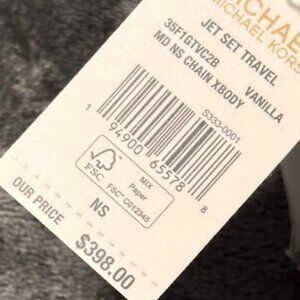 MICHAEL KORS
JET SET TRAVEL
35F1GTVC2B
MD NS CHAIN XBODY
VANILLA
S333-0001
1 94900 65578 8
FSC
MIX
Paper
FSC™ C012345
NS
OUR PRICE
$398.00